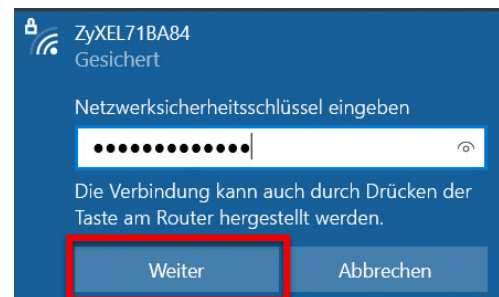 ZyXEL71BA84
Gesichert
Netzwerksicherheitsschlüssel eingeben
●●●●●●●●●●●●●
Die Verbindung kann auch durch Drücken der
Taste am Router hergestellt werden.
Weiter Abbrechen